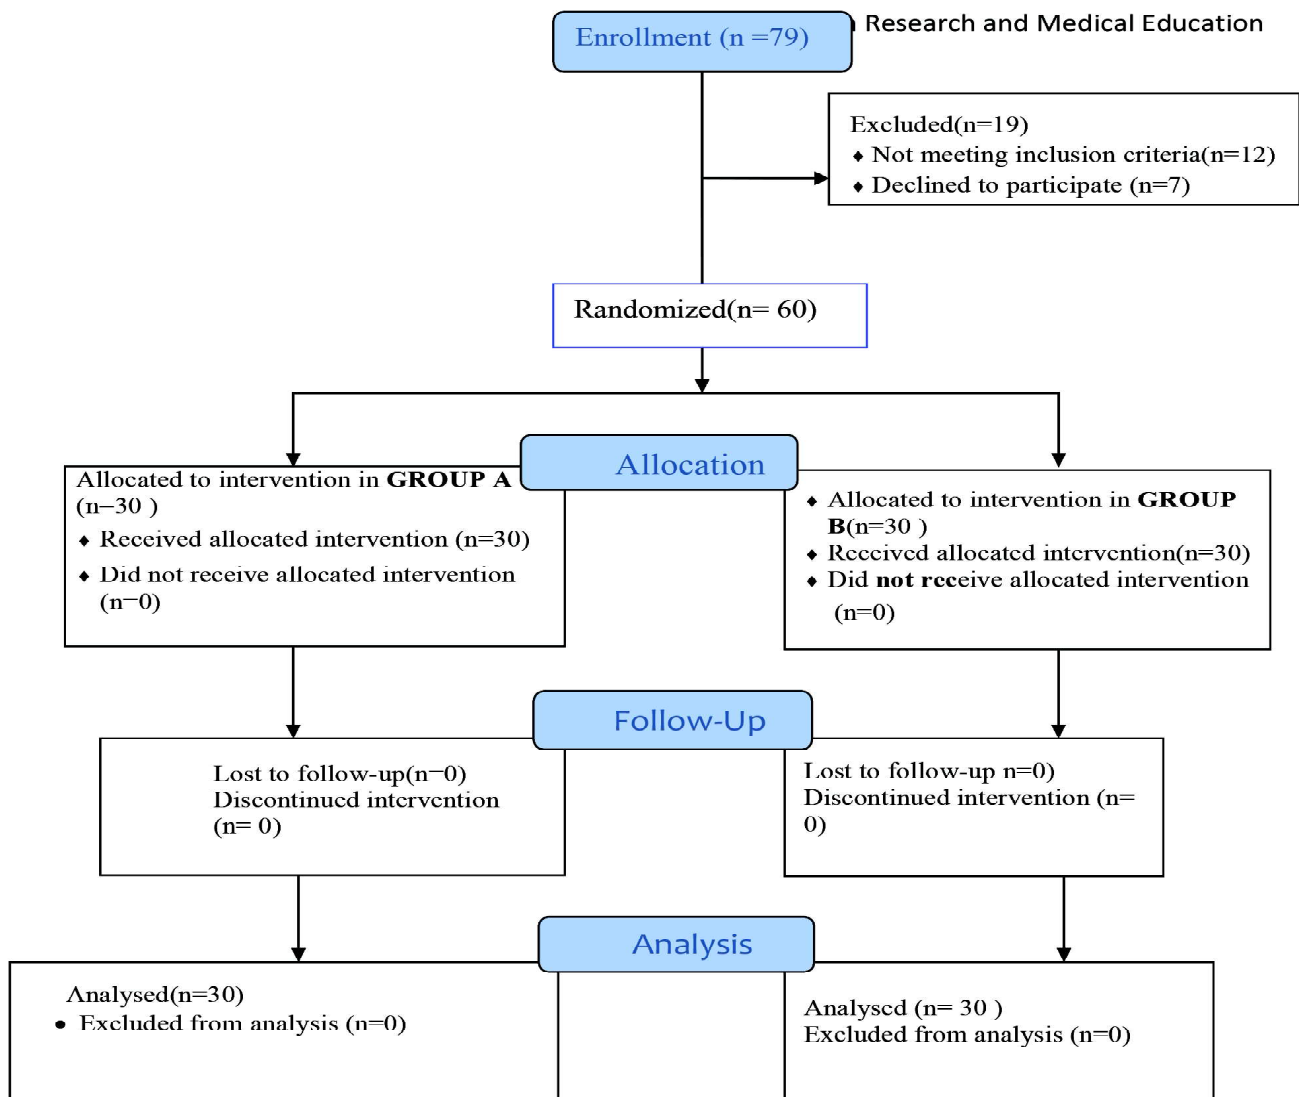 Enrollment (n =79)
Research and Medical Education
Excluded(n=19)
♦ Not meeting inclusion criteria(n=12)
♦ Declined to participate (n=7)
Randomized(n= 60)
Allocation
Allocated to intervention in GROUP A
(n=30 )
♦ Received allocated intervention (n=30)
♦ Did not receive allocated intervention
(n=0)
♦ Allocated to intervention in GROUP
B(n=30 )
♦ Received allocated intervention(n=30)
♦ Did not receive allocated intervention
(n=0)
Follow-Up
Lost to follow-up(n=0)
Discontinued intervention
(n= 0)
Lost to follow-up n=0)
Discontinued intervention (n=
0)
Analysis
Analysed(n=30)
• Excluded from analysis (n=0)
Analysed (n= 30 )
Excluded from analysis (n=0)